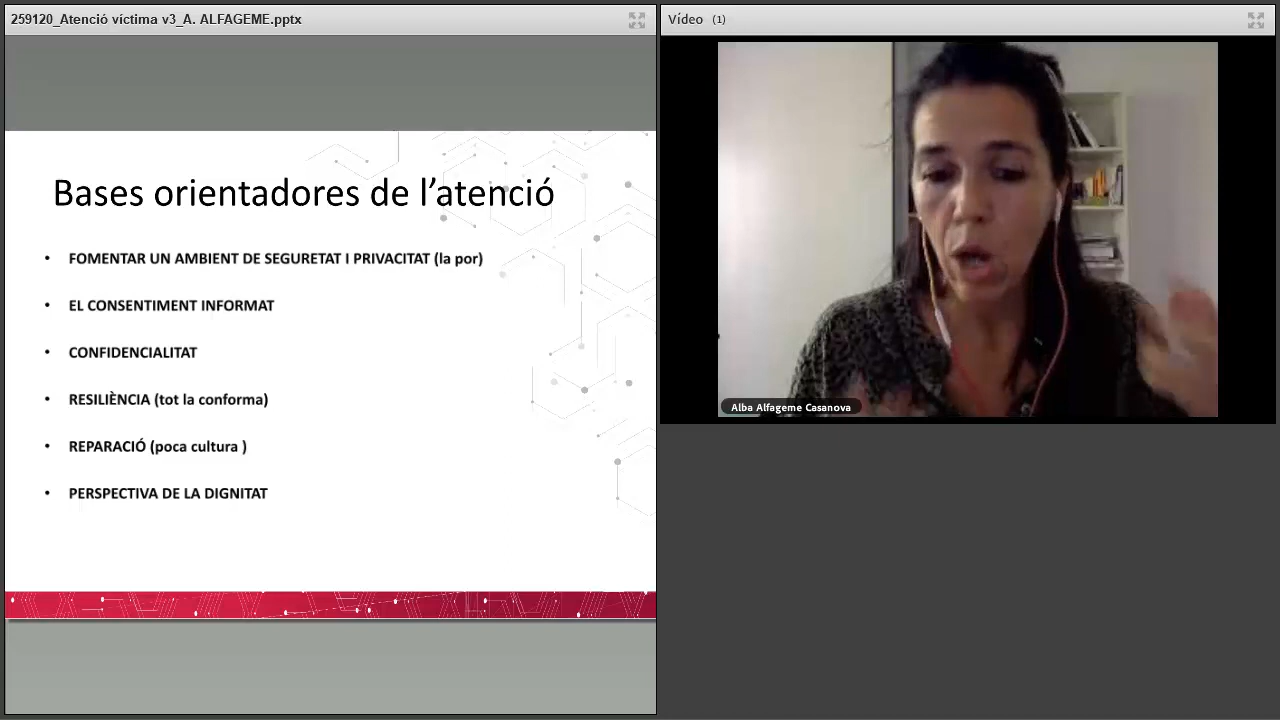 259120_Atenció víctima v3_A. ALFAGEME.pptx
Bases orientadores de l’atenció
• FOMENTAR UN AMBIENT DE SEGURETAT I PRIVACITAT (la por)
• EL CONSENTIMENT INFORMAT
• CONFIDENCIALITAT
• RESILIÈNCIA (tot la conforma)
• REPARACIÓ (poca cultura )
• PERSPECTIVA DE LA DIGNITAT
Vídeo (1)
Alba Alfageme Casanova